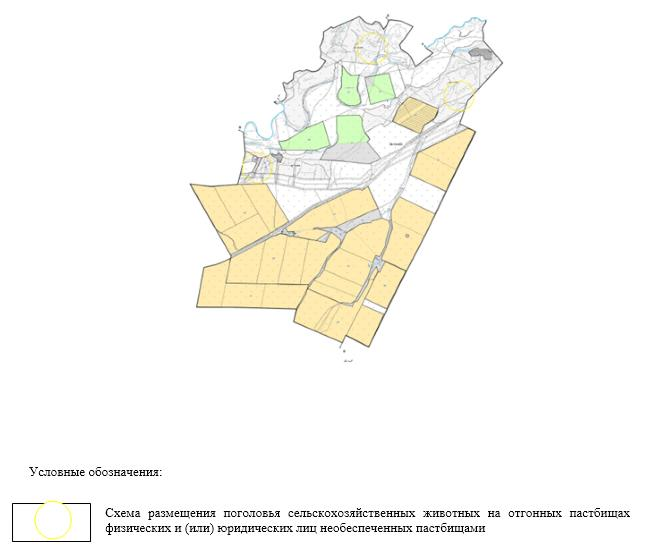 Условные обозначения:
Схема размещения поголовья сельскохозяйственных животных на отгонных пастбищах
физических и (или) юридических лиц необеспеченных пастбищами